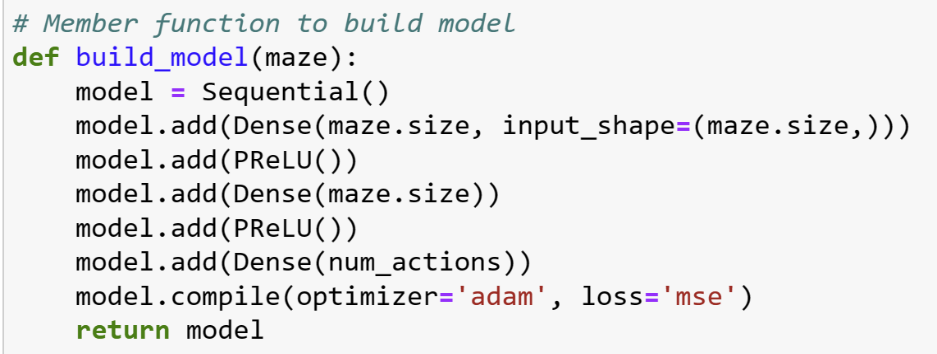 # Member function to build model
def build_model(maze):
    model = Sequential()
    model.add(Dense(maze.size, input_shape=(maze.size,)))
    model.add(PReLU())
    model.add(Dense(maze.size))
    model.add(PReLU())
    model.add(Dense(num_actions))
    model.compile(optimizer='adam', loss='mse')
    return model